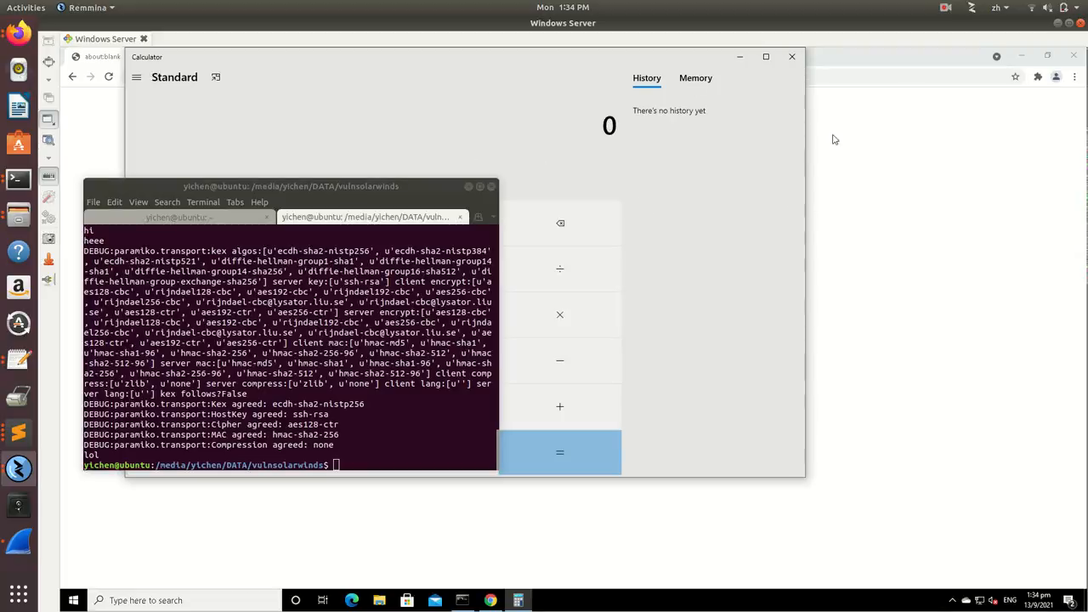 Activities
Remmina
Mon 1:34 PM
zh
Windows Server
Windows Server
about:blank
Calculator
Standard
History
Memory
0
There's no history yet
yichen@ubuntu: /media/yichen/DATA/vulnsolarwinds
File Edit View Search Terminal Tabs Help
yichen@ubuntu: ~
yichen@ubuntu: /media/yichen/DATA/vuln...
hi
heee
DEBUG:paramiko.transport:kex algos:[u'ecdh-sha2-nistp256', u'ecdh-sha2-nistp384'
, u'ecdh-sha2-nistp521', u'diffie-hellman-group1-sha1', u'diffie-hellman-group14
-sha1', u'diffie-hellman-group14-sha256', u'diffie-hellman-group16-sha512', u'di
ffie-hellman-group-exchange-sha256'] server key:[u'ssh-rsa'] client encrypt:[u'a
es128-cbc', u'rijndael128-cbc', u'aes192-cbc', u'rijndael192-cbc', u'aes256-cbc'
, u'rijndael256-cbc', u'rijndael-cbc@lysator.liu.se', u'rijndael-cbc@lysator.liu
.se', u'aes128-ctr', u'aes192-ctr', u'aes256-ctr'] server encrypt:[u'aes128-cbc'
, u'rijndael128-cbc', u'aes192-cbc', u'rijndael192-cbc', u'aes256-cbc', u'rijnda
el256-cbc', u'rijndael-cbc@lysator.liu.se', u'rijndael-cbc@lysator.liu.se', u'ae
s128-ctr', u'aes192-ctr', u'aes256-ctr'] client mac:[u'hmac-md5', u'hmac-sha1',
u'hmac-sha1-96', u'hmac-sha2-256', u'hmac-sha2-256-96', u'hmac-sha2-512', u'hmac
-sha2-512-96'] server mac:[u'hmac-md5', u'hmac-sha1', u'hmac-sha1-96', u'hmac-sh
a2-256', u'hmac-sha2-256-96', u'hmac-sha2-512', u'hmac-sha2-512-96'] client comp
ress:[u'zlib', u'none'] server compress:[u'zlib', u'none'] client lang:[u''] ser
ver lang:[u''] kex follows?False
DEBUG:paramiko.transport:Kex agreed: ecdh-sha2-nistp256
DEBUG:paramiko.transport:HostKey agreed: ssh-rsa
DEBUG:paramiko.transport:Cipher agreed: aes128-ctr
DEBUG:paramiko.transport:MAC agreed: hmac-sha2-256
DEBUG:paramiko.transport:Compression agreed: none
lol
yichen@ubuntu:/media/yichen/DATA/vulnsolarwinds$
÷
×
−
+
=
Type here to search
1:34 pm
13/9/2021